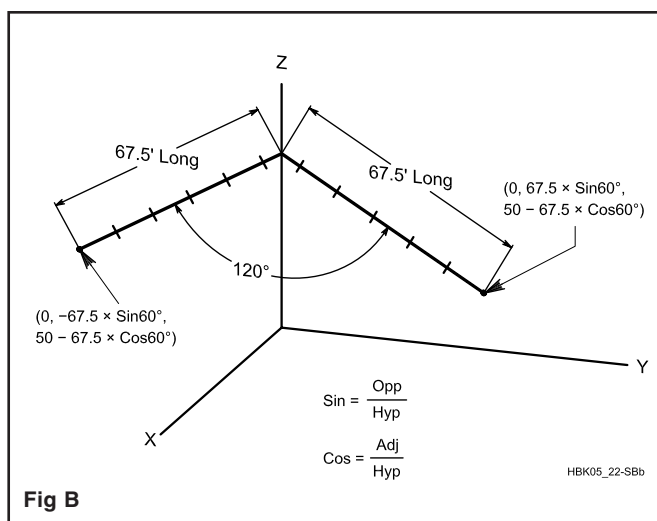 Z
67.5' Long
67.5' Long
(0, 67.5 × Sin60°,
50 − 67.5 × Cos60°)
120°
(0, −67.5 × Sin60°,
50 − 67.5 × Cos60°)
Y
X
Sin = Opp
Hyp
Cos = Adj
Hyp
HBK05_22-SBb
Fig B